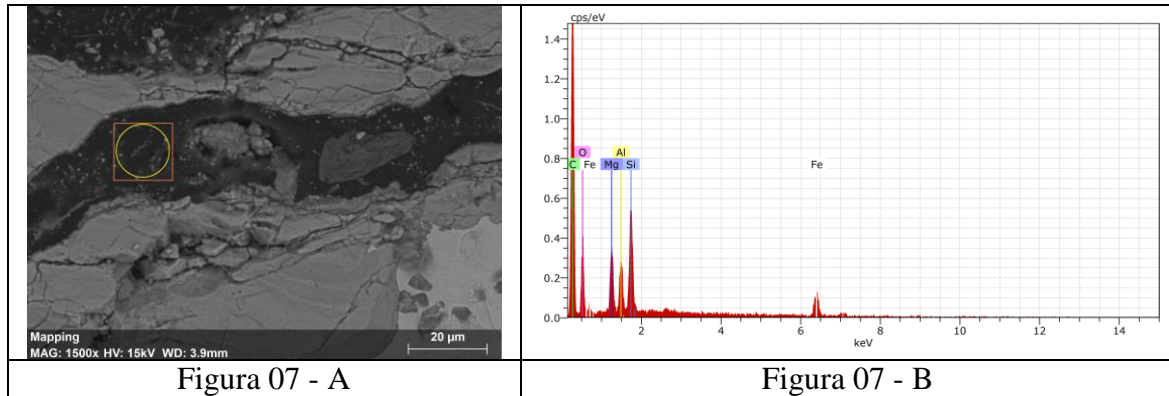 Mapping
MAG: 1500x HV: 15kV WD: 3.9mm
20 µm
cps/eV
1.4
1.2
1.0
0.8
0.6
0.4
0.2
0.0
O
Al
C
Fe
Mg
Si
Fe
2
4
6
8
10
12
14
keV
Figura 07 - A
Figura 07 - B